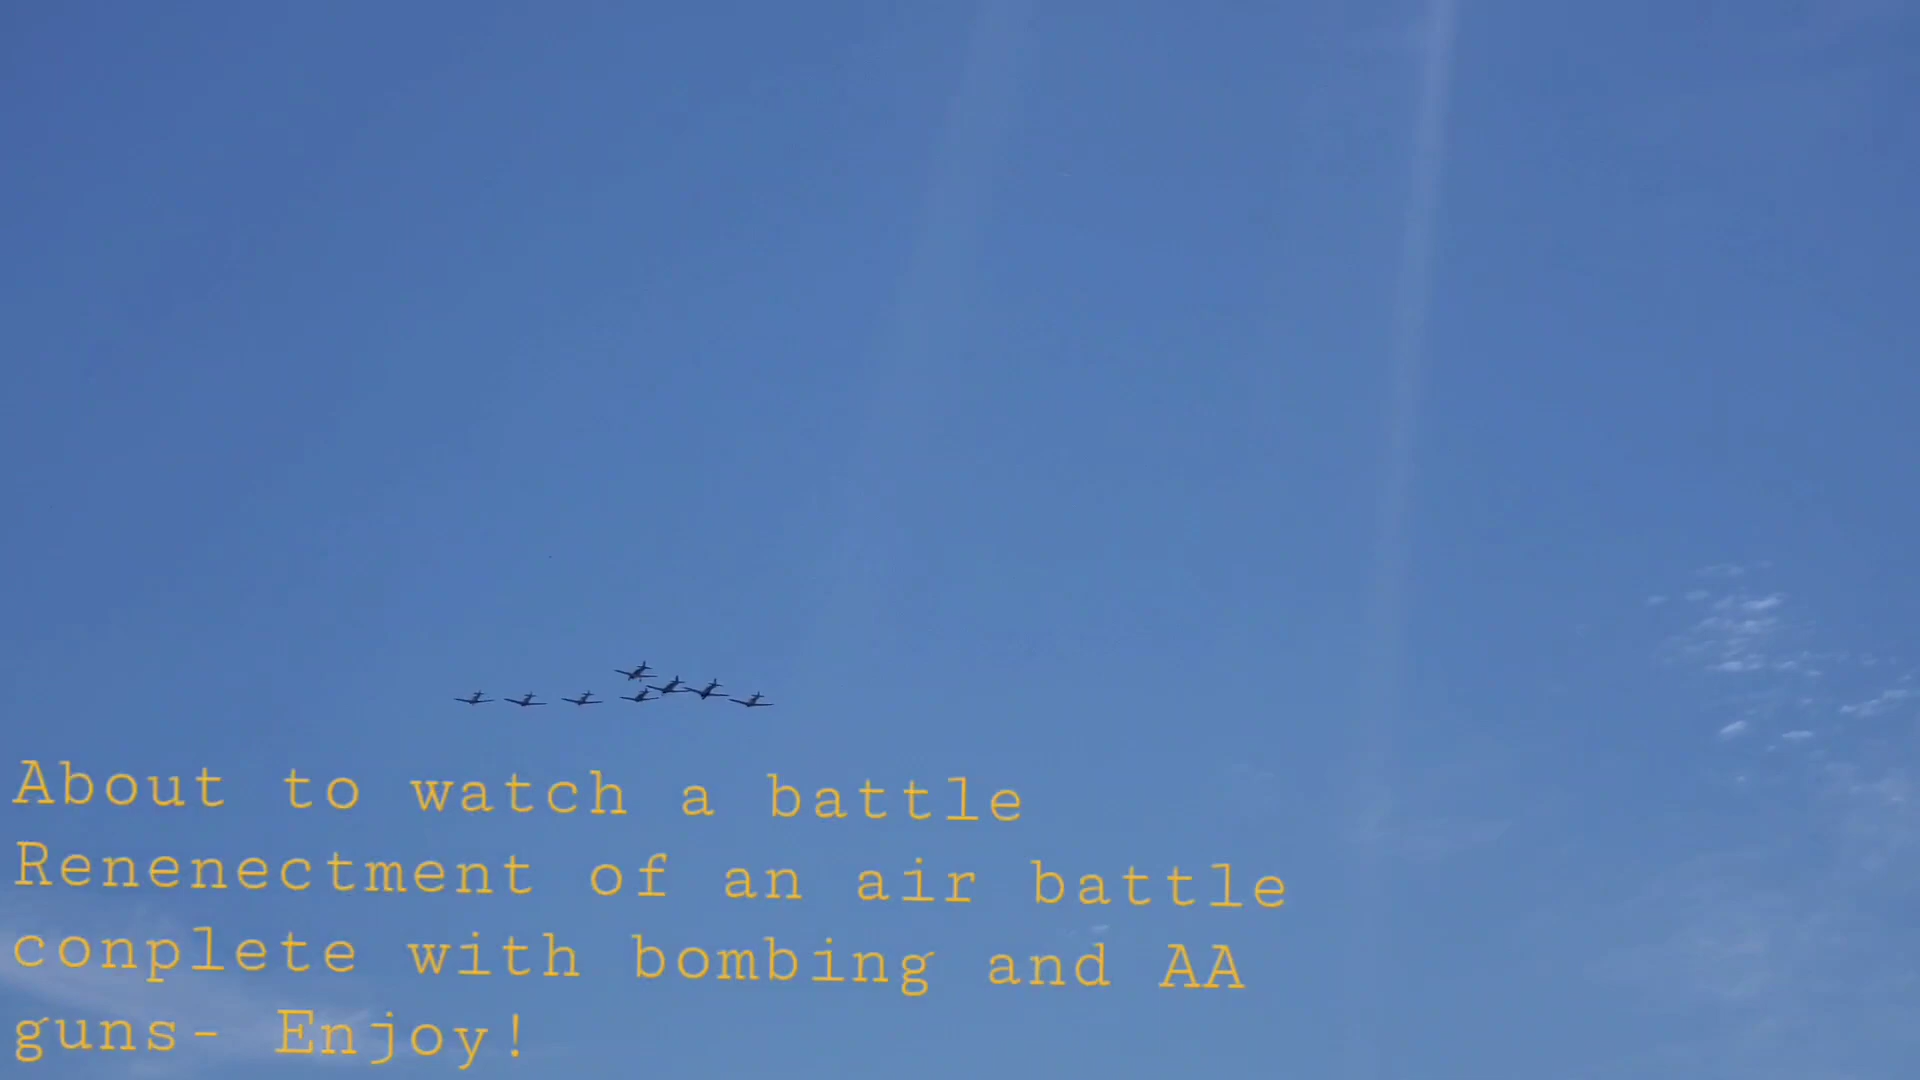 About to watch a battle
Renenectment of an air battle
conplete with bombing and AA
guns- Enjoy!